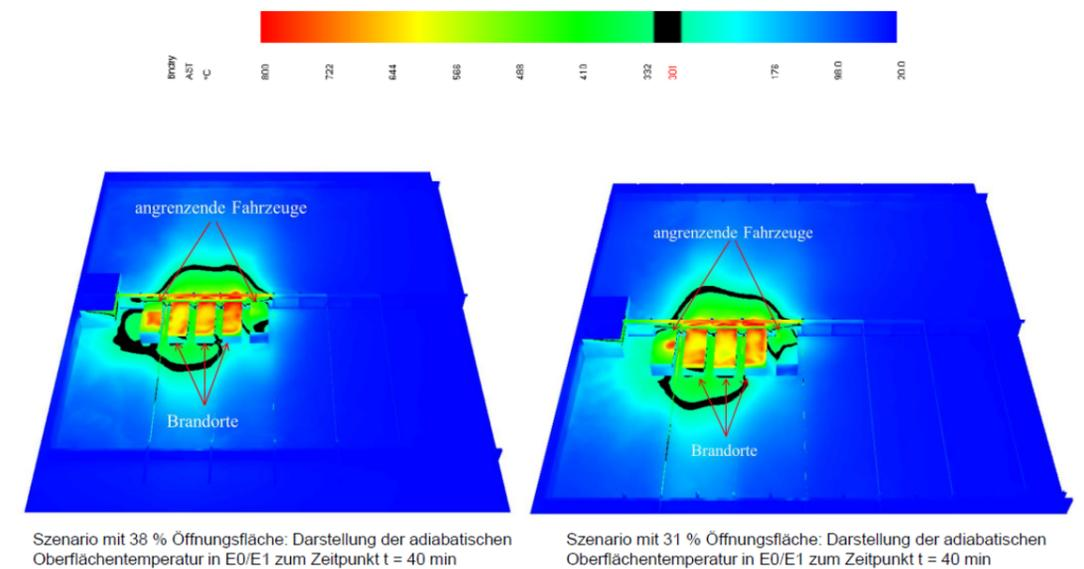 Bndry
AST
°C
800
722
644
566
488
410
332
301
176
98.0
20.0
angrenzende Fahrzeuge
Brandorte
Szenario mit 38 % Öffnungsfläche: Darstellung der adiabatischen
Oberflächentemperatur in E0/E1 zum Zeitpunkt t = 40 min
angrenzende Fahrzeuge
Brandorte
Szenario mit 31 % Öffnungsfläche: Darstellung der adiabatischen
Oberflächentemperatur in E0/E1 zum Zeitpunkt t = 40 min